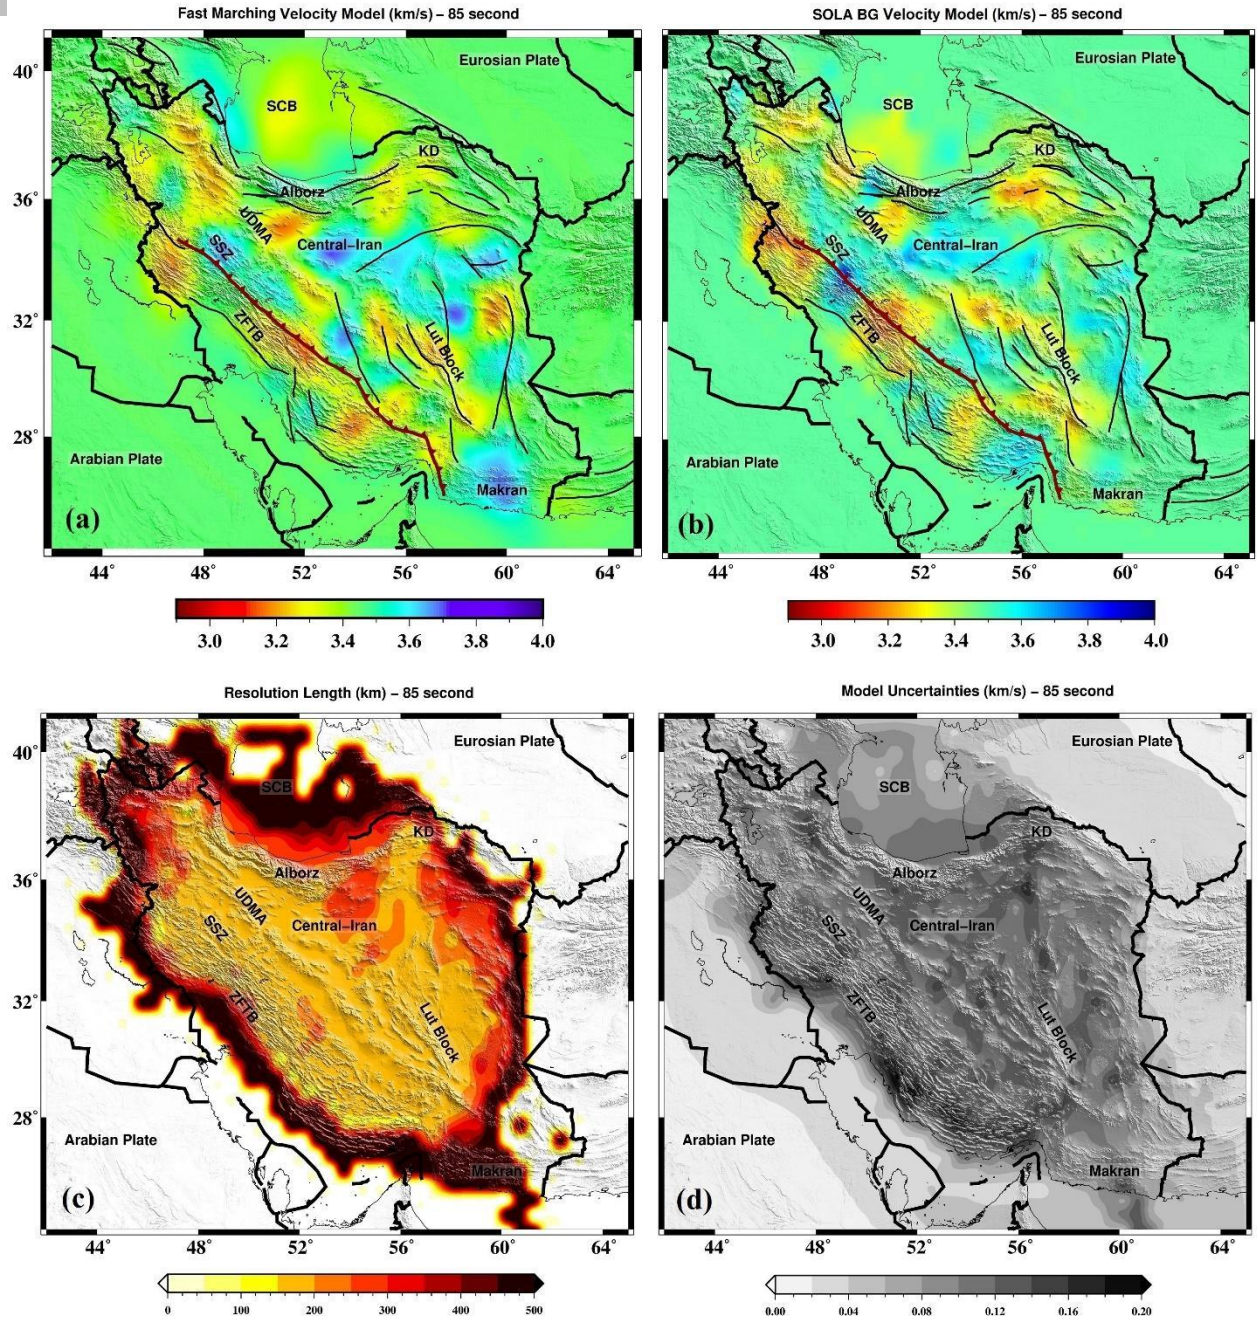 Fast Marching Velocity Model (km/s) – 85 second
40°
36°
32°
28°
Eurosian Plate
SCB
KD
Alborz
UDMA
Central–Iran
SSZ
ZFTB
Lut Block
Arabian Plate
Makran
(a)
44° 48° 52° 56° 60° 64°
3.0 3.2 3.4 3.6 3.8 4.0
SOLA BG Velocity Model (km/s) – 85 second
40°
36°
32°
28°
Eurosian Plate
SCB
KD
Alborz
UDMA
Central–Iran
SSZ
ZFTB
Lut Block
Arabian Plate
Makran
(b)
44° 48° 52° 56° 60° 64°
3.0 3.2 3.4 3.6 3.8 4.0
Resolution Length (km) – 85 second
40°
36°
32°
28°
Eurosian Plate
SCB
KD
Alborz
UDMA
Central–Iran
SSZ
ZFTB
Lut Block
Arabian Plate
Makran
(c)
44° 48° 52° 56° 60° 64°
0 100 200 300 400 500
Model Uncertainties (km/s) – 85 second
40°
36°
32°
28°
Eurosian Plate
SCB
KD
Alborz
UDMA
Central–Iran
SSZ
ZFTB
Lut Block
Arabian Plate
Makran
(d)
44° 48° 52° 56° 60° 64°
0.00 0.04 0.08 0.12 0.16 0.20